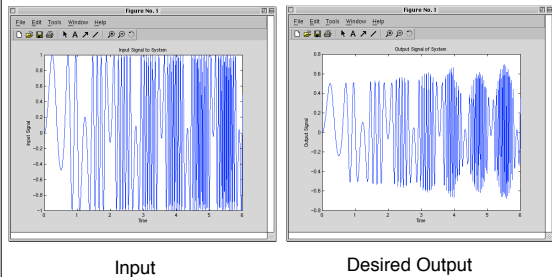 Figure No. 1
File Edit Tools Window Help
Input Signal to System
Input Signal
1
0.8
0.6
0.4
0.2
0
-0.2
-0.4
-0.6
-0.8
-1
0 1 2 3 4 5 6
Time
Figure No. 1
File Edit Tools Window Help
Output Signal of System
Output Signal
0.8
0.6
0.4
0.2
0
-0.2
-0.4
-0.6
-0.8
0 1 2 3 4 5 6
Time
Input
Desired Output